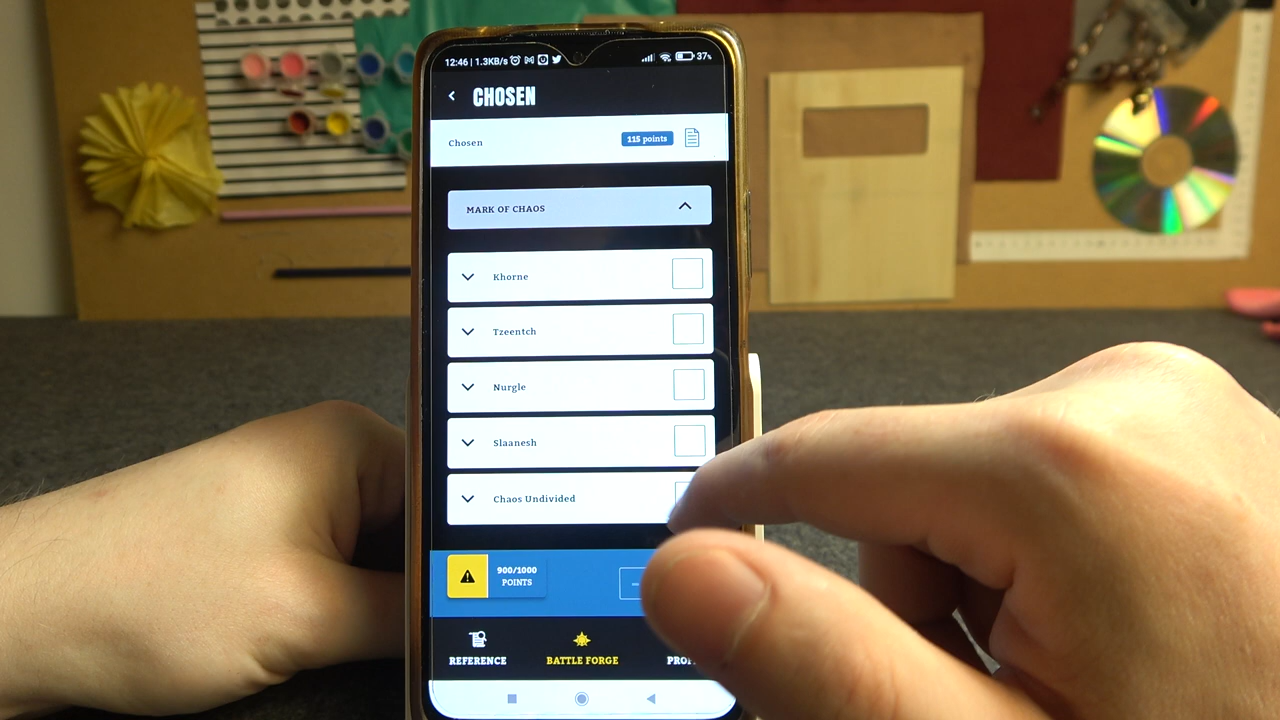 12:46 | 1.3KB/s 37%
CHOSEN
Chosen 115 points
MARK OF CHAOS
Khorne
Tzeentch
Nurgle
Slaanesh
Chaos Undivided
900/1000
POINTS
REFERENCE BATTLE FORGE